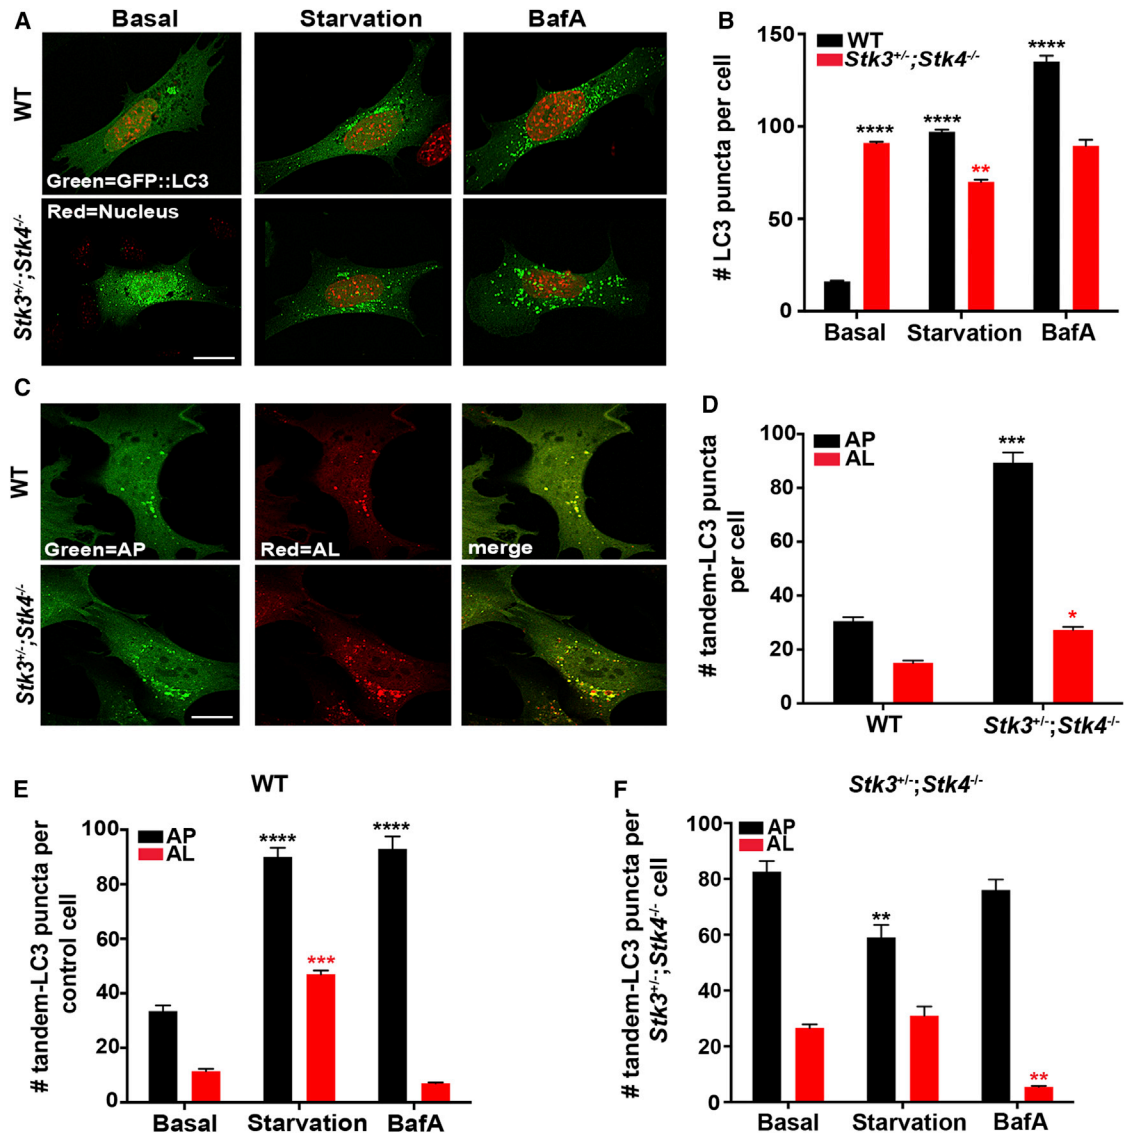 A
Basal
Starvation
BafA
WT
Green=GFP::LC3
Stk3+/-;Stk4-/-
Red=Nucleus
B
# LC3 puncta per cell
150
100
50
0
WT
Stk3+/-;Stk4-/-
****
****
**
****
Basal
Starvation
BafA
C
WT
Green=AP
Red=AL
merge
Stk3+/-;Stk4-/-
D
# tandem-LC3 puncta
per cell
100
80
60
40
20
0
AP
AL
***
*
WT
Stk3+/-;Stk4-/-
E
WT
# tandem-LC3 puncta per
control cell
100
80
60
40
20
0
AP
AL
****
***
****
Basal
Starvation
BafA
F
Stk3+/-;Stk4-/-
# tandem-LC3 puncta per
Stk3+/-;Stk4-/- cell
100
80
60
40
20
0
AP
AL
**
**
Basal
Starvation
BafA